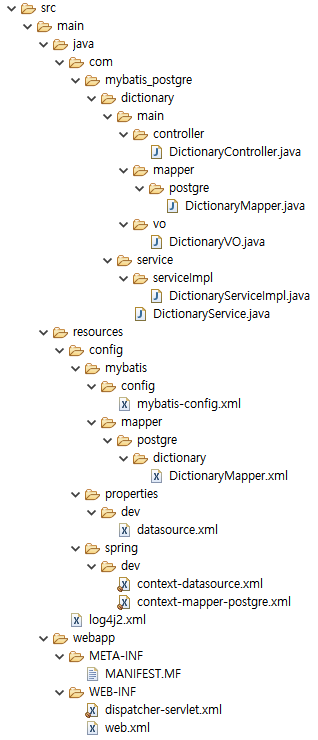 src
main
java
com
mybatis_postgre
dictionary
main
controller
DictionaryController.java
mapper
postgre
DictionaryMapper.java
vo
DictionaryVO.java
service
serviceImpl
DictionaryServiceImpl.java
DictionaryService.java
resources
config
mybatis
config
mybatis-config.xml
mapper
postgre
dictionary
DictionaryMapper.xml
properties
dev
datasource.xml
spring
dev
context-datasource.xml
context-mapper-postgre.xml
log4j2.xml
webapp
META-INF
MANIFEST.MF
WEB-INF
dispatcher-servlet.xml
web.xml